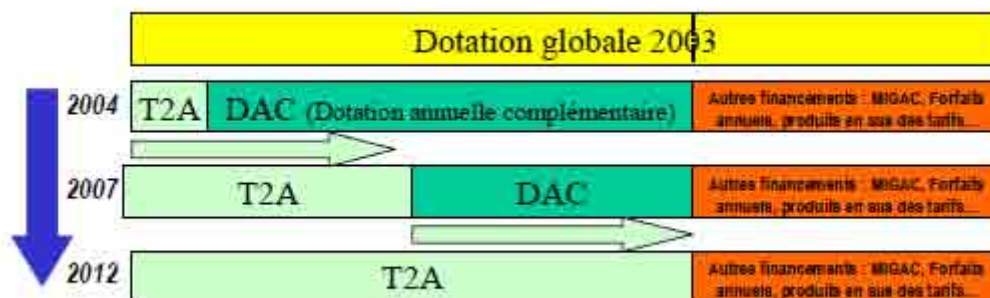 Dotation globale 2003
2004
T2A
DAC (Dotation annuelle complémentaire)
Autres financements : MIGAC, Forfaits
annuels, produits en sus des tarifs...
2007
T2A
DAC
Autres financements : MIGAC, Forfaits
annuels, produits en sus des tarifs...
2012
T2A
Autres financements : MIGAC, Forfaits
annuels, produits en sus des tarifs...